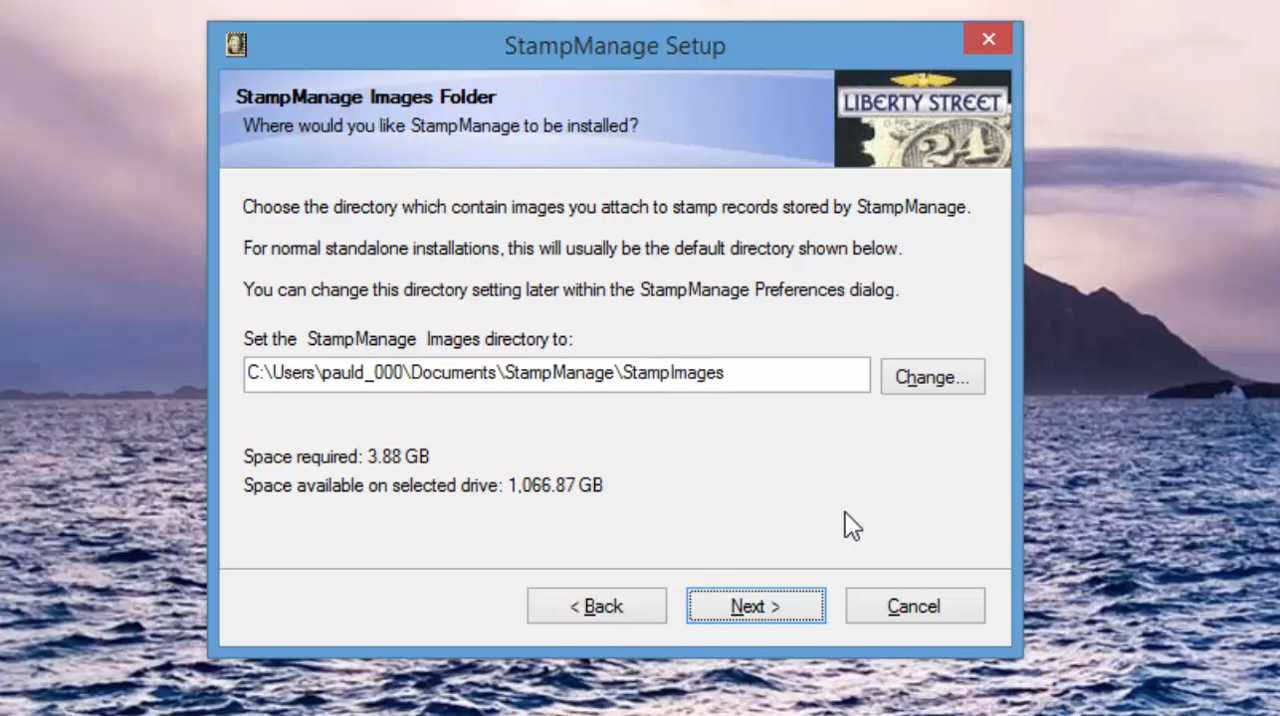 StampManage Setup
StampManage Images Folder
Where would you like StampManage to be installed?
LIBERTY STREET
24
Choose the directory which contain images you attach to stamp records stored by StampManage.
For normal standalone installations, this will usually be the default directory shown below.
You can change this directory setting later within the StampManage Preferences dialog.
Set the StampManage Images directory to:
C:\Users\pauld_000\Documents\StampManage\StampImages
Change...
Space required: 3.88 GB
Space available on selected drive: 1,066.87 GB
< Back
Next >
Cancel